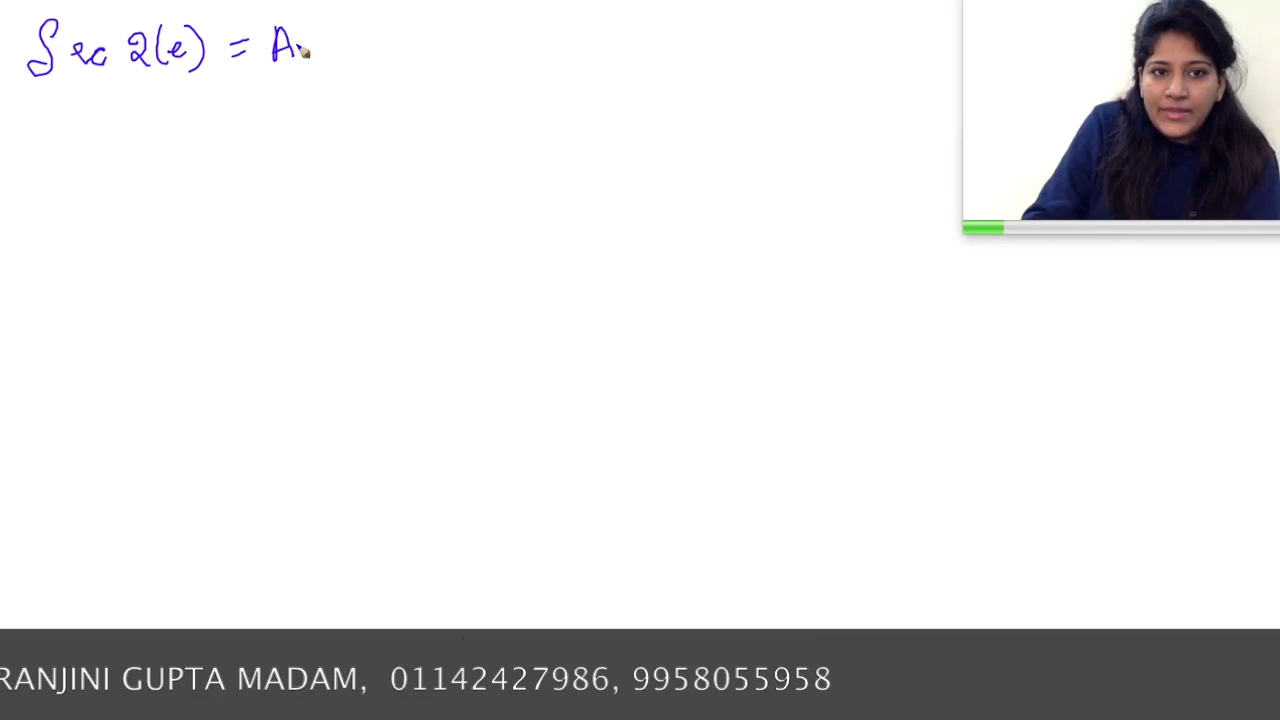 Sec 2(e) = A
RANJINI GUPTA MADAM, 01142427986, 9958055958